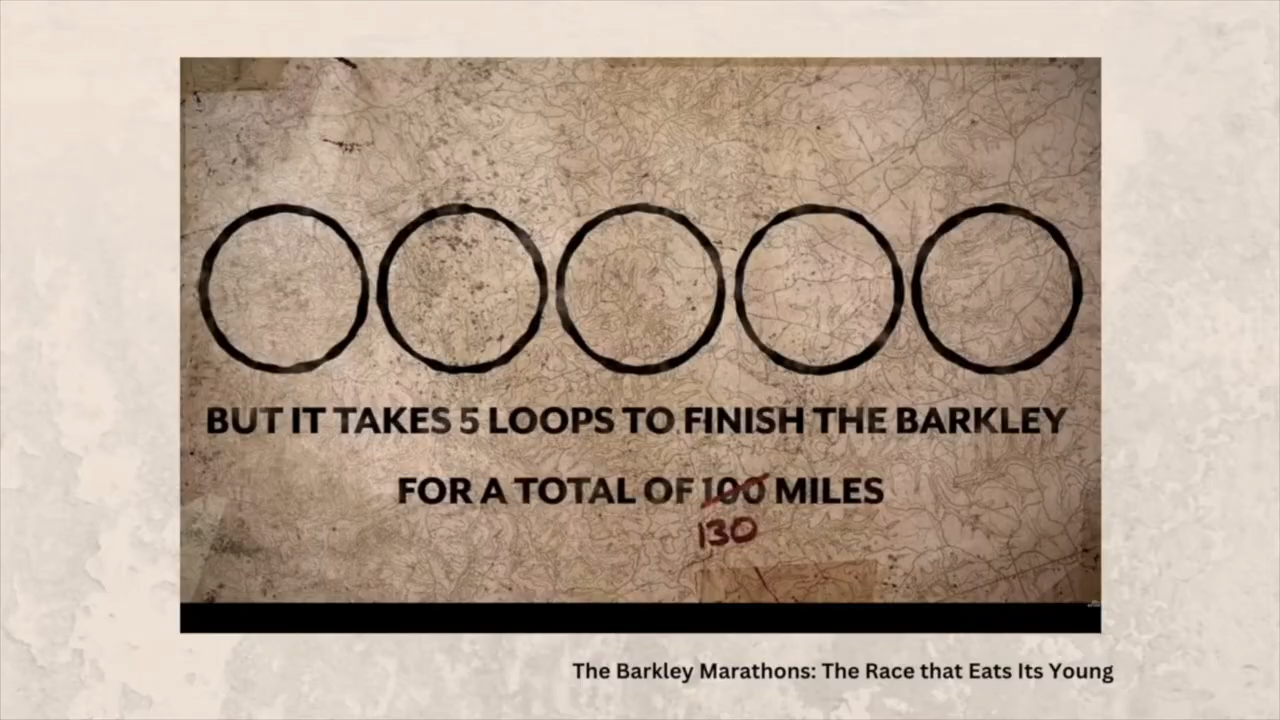 BUT IT TAKES 5 LOOPS TO FINISH THE BARKLEY
FOR A TOTAL OF 100 MILES
130
The Barkley Marathons: The Race that Eats Its Young